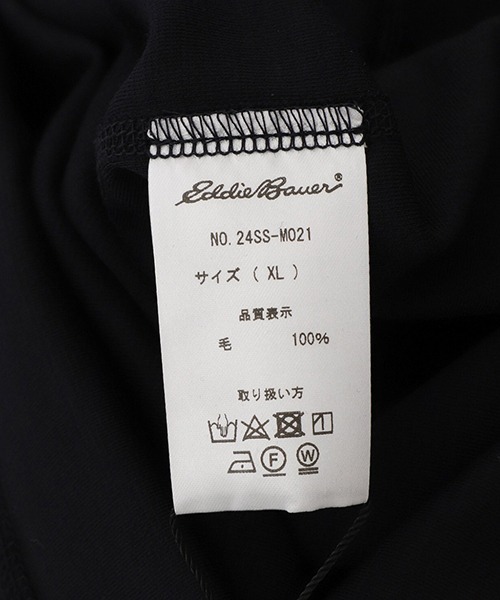 Eddie Bauer®
NO. 24SS-M021
サイズ ( XL )
品質表示
毛 100%
取り扱い方
F W